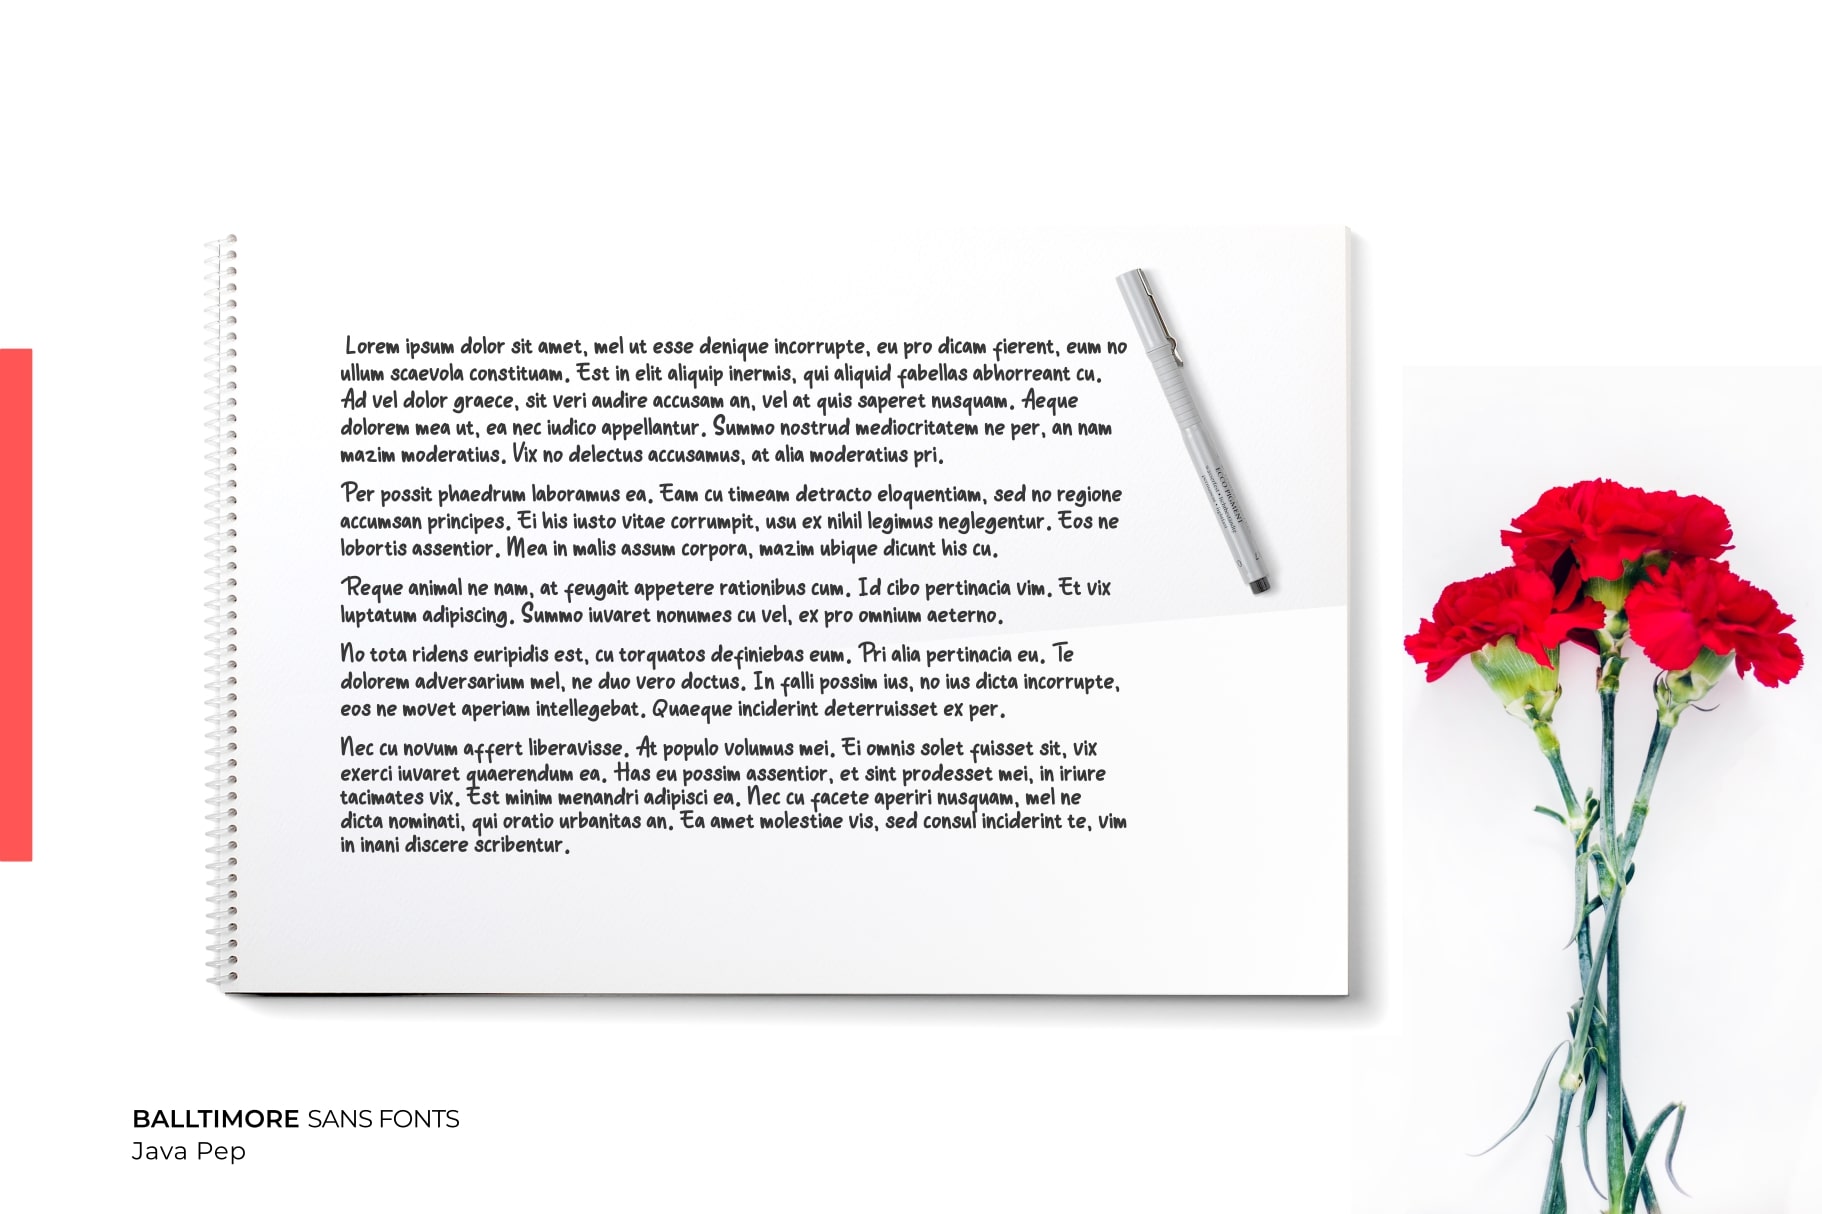 Lorem ipsum dolor sit amet, mel ut esse denique incorrupte, eu pro dicam fierent, eum no
ullum scaevola constituam. Est in elit aliquip inermis, qui aliquid fabellas abhorreant cu.
Ad vel dolor graece, sit veri audire accusam an, vel at quis saperet nusquam. Aeque
dolorem mea ut, ea nec iudico appellantur. Summo nostrud mediocritatem ne per, an nam
mazim moderatius. Vix no delectus accusamus, at alia moderatius pri.
Per possit phaedrum laboramus ea. Eam cu timeam detracto eloquentiam, sed no regione
accumsan principes. Ei his iusto vitae corrumpit, usu ex nihil legimus neglegentur. Eos ne
lobortis assentior. Mea in malis assum corpora, mazim ubique dicunt his cu.
Reque animal ne nam, at feugait appetere rationibus cum. Id cibo pertinacia vim. Et vix
luptatum adipiscing. Summo iuvaret nonumes cu vel, ex pro omnium aeterno.
No tota ridens euripidis est, cu torquatos definiebas eum. Pri alia pertinacia eu. Te
dolorem adversarium mel, ne duo vero doctus. In falli possim ius, no ius dicta incorrupte,
eos ne movet aperiam intellegebat. Quaeque inciderint deterruisset ex per.
Nec cu novum affert liberavisse. At populo volumus mei. Ei omnis solet fuisset sit, vix
exerci iuvaret quaerendum ea. Has eu possim assentior, et sint prodesset mei, in iriure
tacimates vix. Est minim menandri adipisci ea. Nec cu facete aperiri nusquam, mel ne
dicta nominati, qui oratio urbanitas an. Ea amet molestiae vis, sed consul inciderint te, vim
in inani discere scribentur.
ECCO PIGMENT
BALLTIMORE SANS FONTS
Java Pep